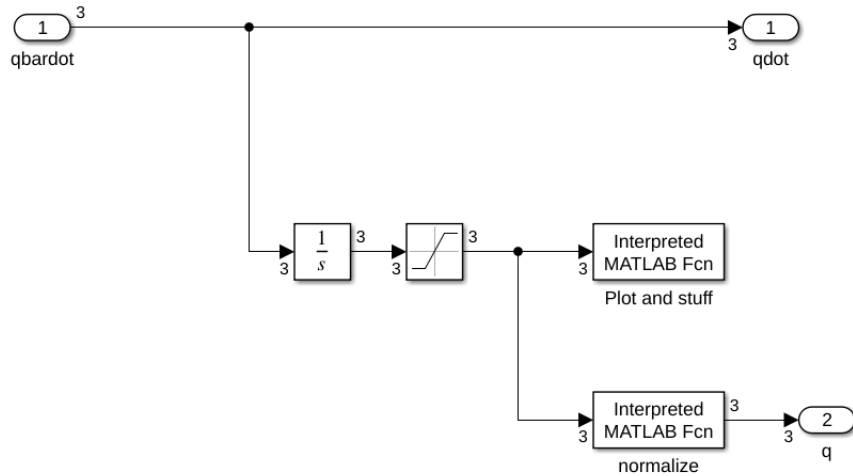 1
3
qbardot
3
1
qdot
3
1
s
3
3
3
3
Interpreted
MATLAB Fcn
Plot and stuff
3
Interpreted
MATLAB Fcn
normalize
3
3
2
q